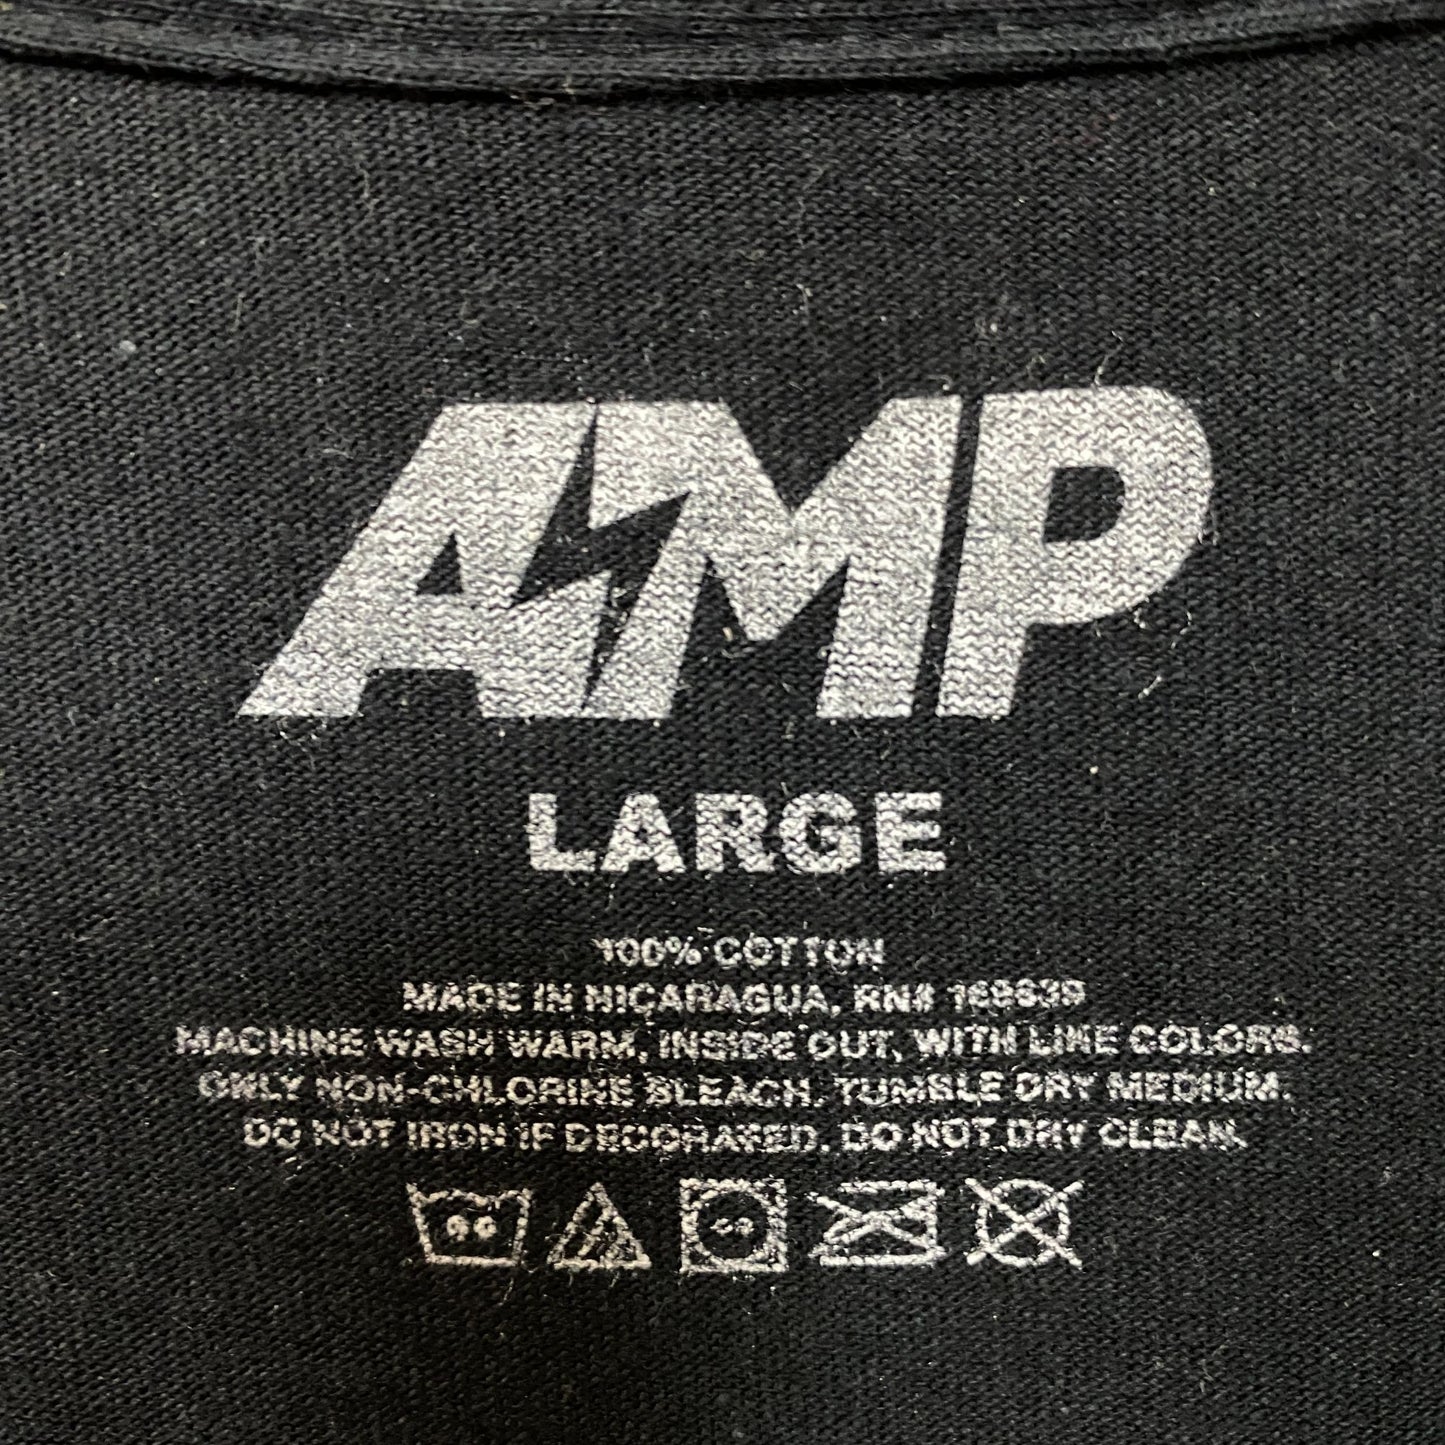 AMP
LARGE
100% COTTON
MADE IN NICARAGUA, RN#
MACHINE WASH WARM, INSIDE OUT, WITH LIKE COLORS.
ONLY NON-CHLORINE BLEACH. TUMBLE DRY MEDIUM.
DO NOT IRON IF DECORATED. DO NOT DRY CLEAN.